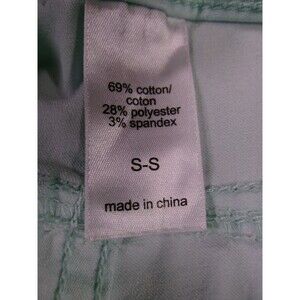 69% cotton/
coton
28% polyester
3% spandex
S-S
made in china